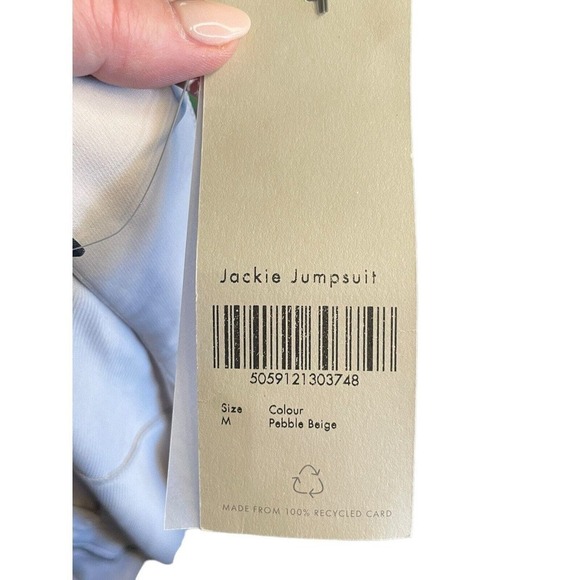 Jackie Jumpsuit
5059121303748
Size Colour
M Pebble Beige
MADE FROM 100% RECYCLED CARD